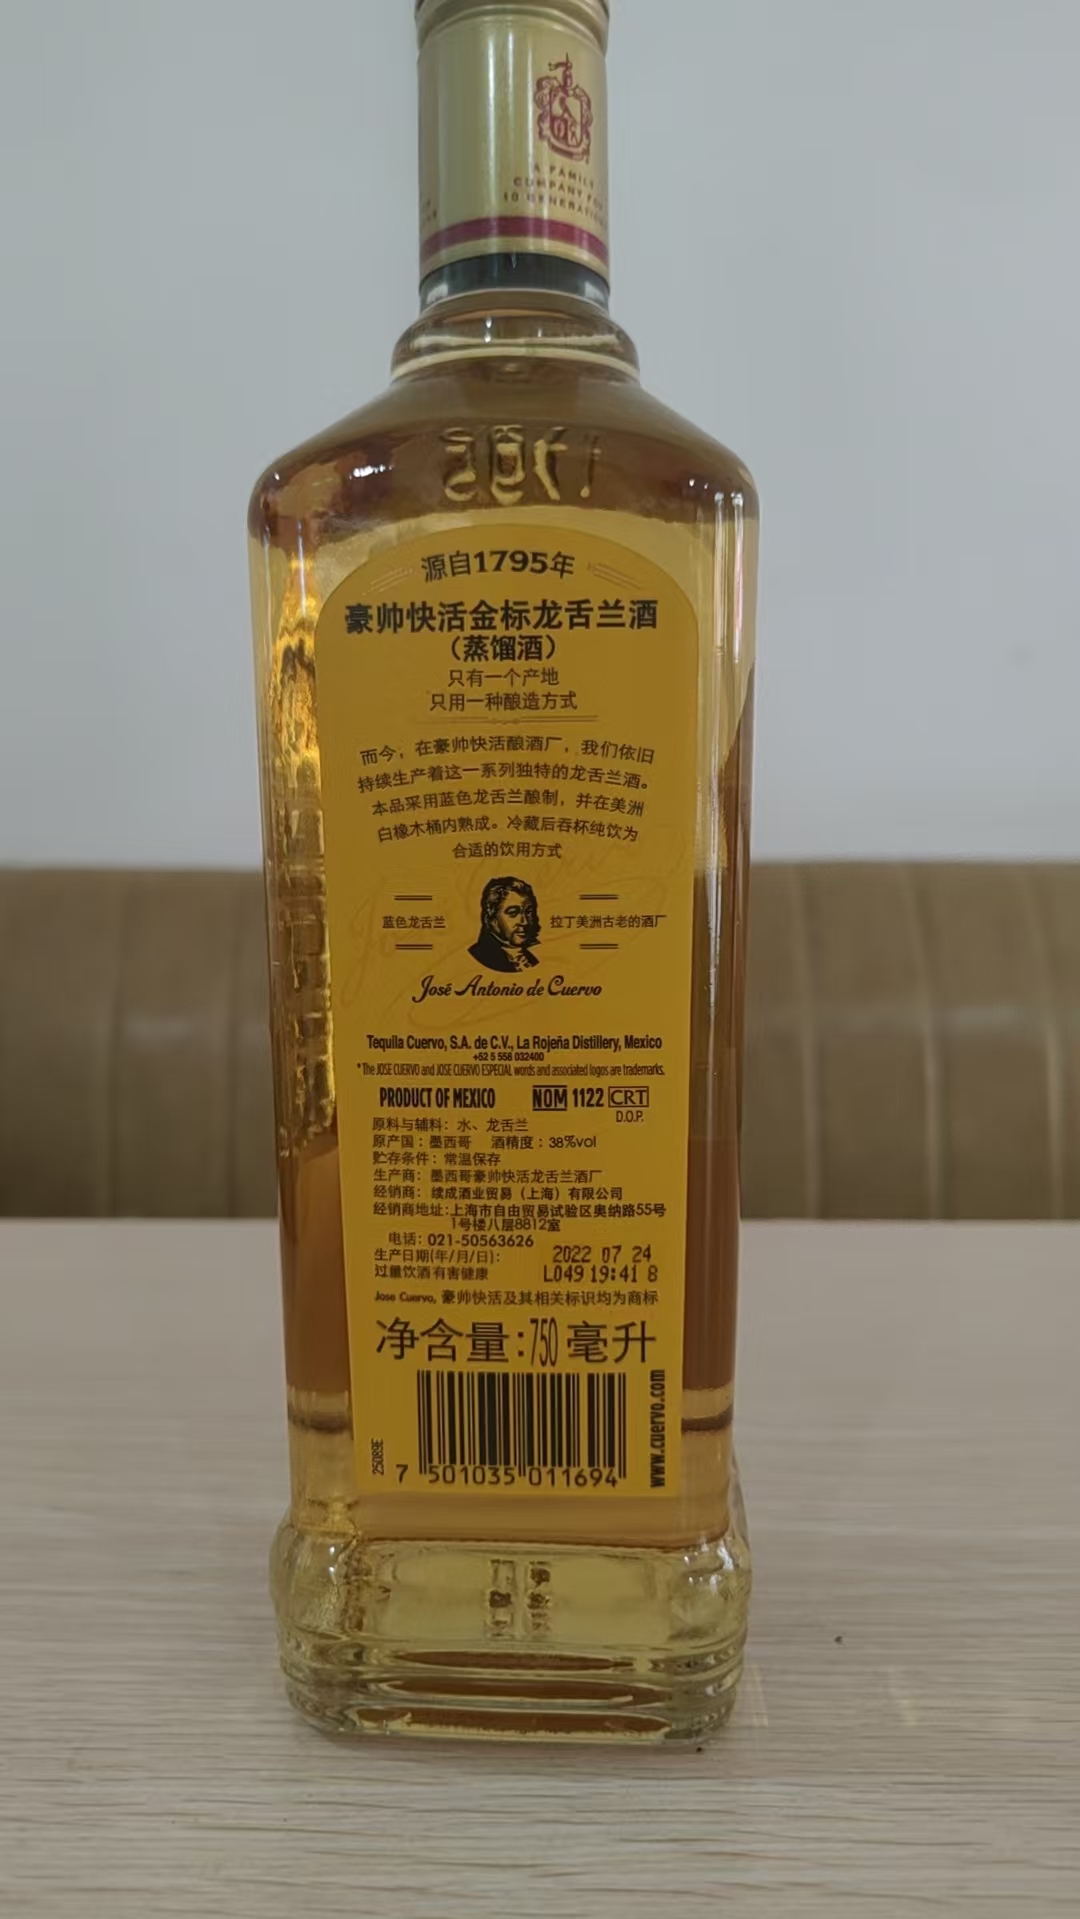 A FAMILY
COMPANY FOR
10 GENERATION
1795
源自1795年
豪帅快活金标龙舌兰酒
（蒸馏酒）
只有一个产地
只用一种酿造方式
而今，在豪帅快活酿酒厂，我们依旧
持续生产着这一系列独特的龙舌兰酒。
本品采用蓝色龙舌兰酿制，并在美洲
白橡木桶内熟成。冷藏后吞杯纯饮为
合适的饮用方式
蓝色龙舌兰
拉丁美洲古老的酒厂
José Antonio de Cuervo
Tequila Cuervo, S.A. de C.V., La Rojeña Distillery, Mexico
+52 5 556 032400
*The JOSE CUERVO and JOSE CUERVO ESPECIAL words and associated logos are trademarks.
PRODUCT OF MEXICO NOM 1122 CRT
D.O.P.
原料与辅料：水、龙舌兰
原产国：墨西哥 酒精度：38%vol
贮存条件：常温保存
生产商：墨西哥豪帅快活龙舌兰酒厂
经销商：续成酒业贸易（上海）有限公司
经销商地址：上海市自由贸易试验区奥纳路55号
1号楼八层8812室
电话：021-50563626
生产日期(年/月/日)： 2022 07 24
过量饮酒有害健康 L049 19:41 8
Jose Cuervo, 豪帅快活及其相关标识均为商标
净含量:750 毫升
www.cuervo.com
25089E
7 501035 011694